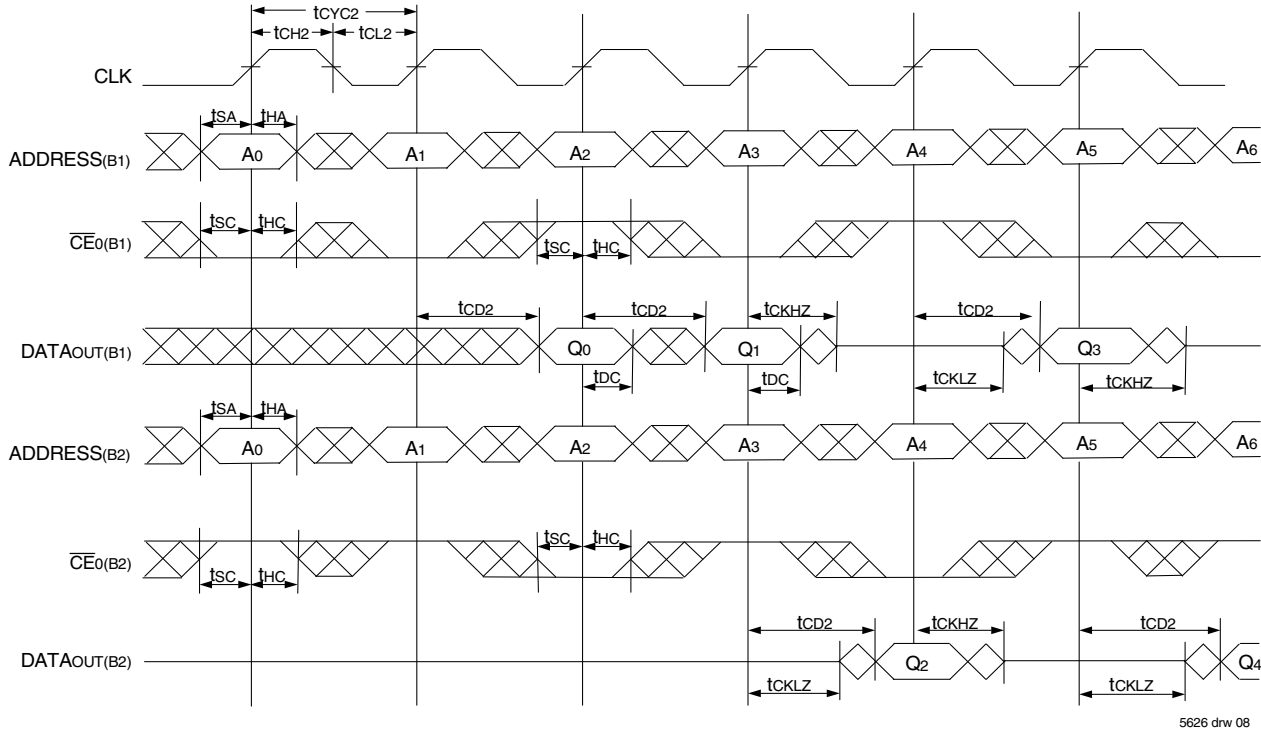 tCYC2
tCH2 tCL2
CLK
tSA tHA
ADDRESS(B1) A0 A1 A2 A3 A4 A5 A6
tSC tHC
CE0(B1)
tSC tHC
tCD2 tCD2 tCKHZ tCD2
DATAOUT(B1) Q0 Q1 Q3
tDC tDC tCKLZ tCKHZ
tSA tHA
ADDRESS(B2) A0 A1 A2 A3 A4 A5 A6
tSC tHC
CE0(B2)
tSC tHC
tCD2 tCKHZ tCD2
DATAOUT(B2) Q2 Q4
tCKLZ tCKLZ
5626 drw 08